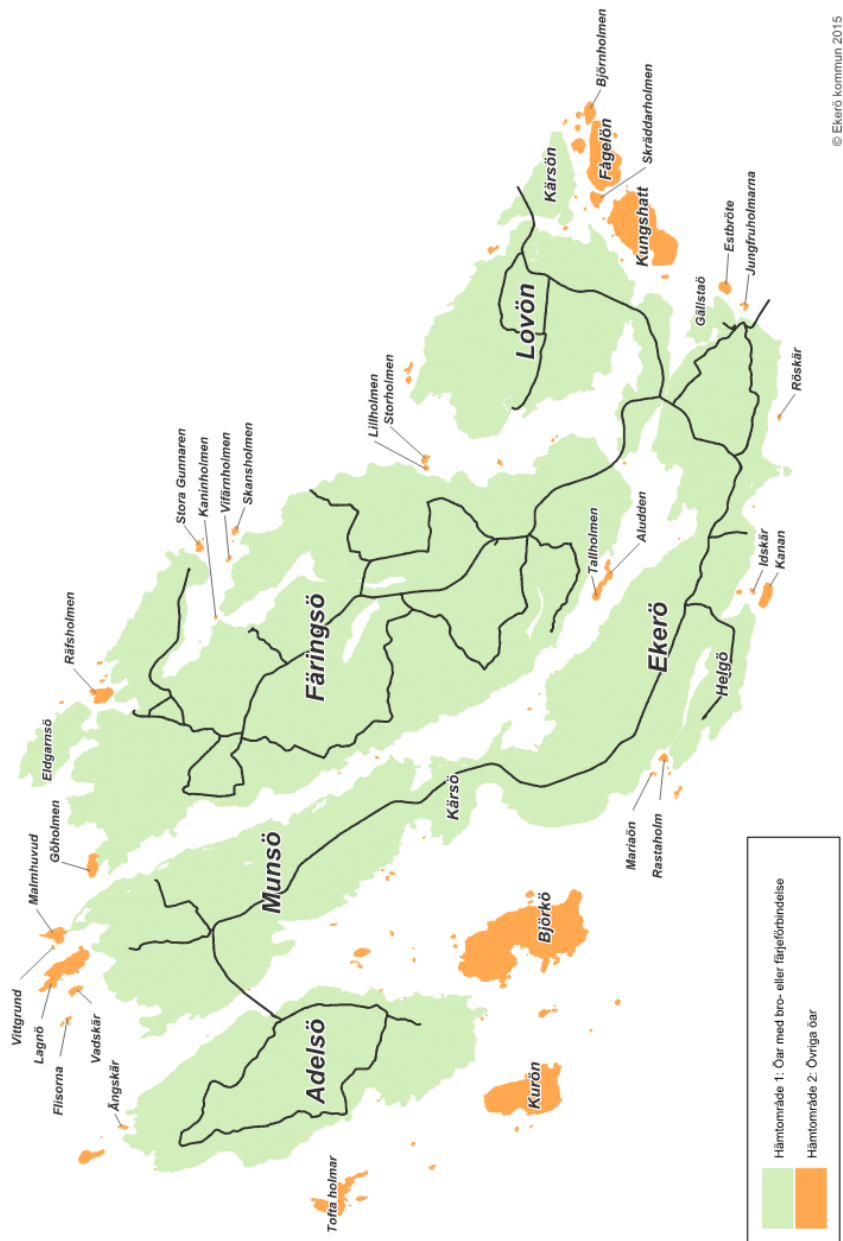 Björnholmen
Skräddarholmen
Fågelön
Kärsön
Kungshatt
Estbröte
Jungfruholmarna
Gällstaö
Lovön
Röskär
Lillholmen
Storholmen
Stora Gunnaren
Kaninholmen
Vifärnholmen
Skansholmen
Tallholmen
Aludden
Idskär
Kanan
Räfsholmen
Färingsö
Ekerö
Helgö
Eldgarnsö
Kärsö
Mariaön
Rastaholm
Göholmen
Malmhuvud
Munsö
Björkö
Vittgrund
Lagnö
Flisorna
Vadskär
Ängskär
Adelsö
Kurön
Tofta holmar
Hämtområde 1: Öar med bro- eller färjeförbindelse
Hämtområde 2: Övriga öar
© Ekerö kommun 2015